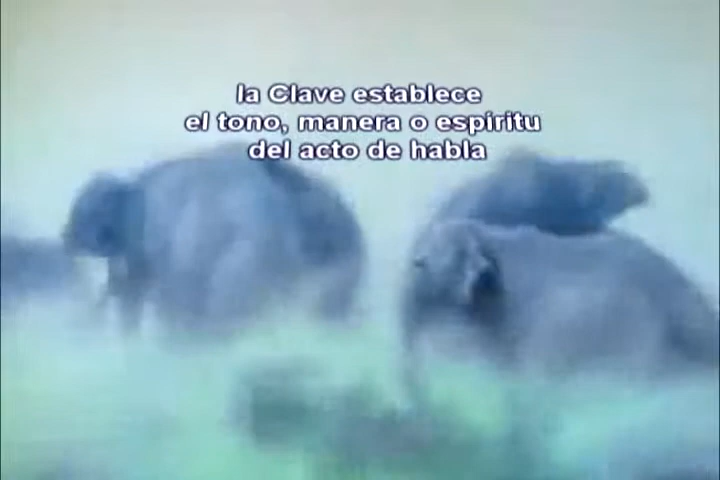 la Clave establece
el tono, manera o espíritu
del acto de habla